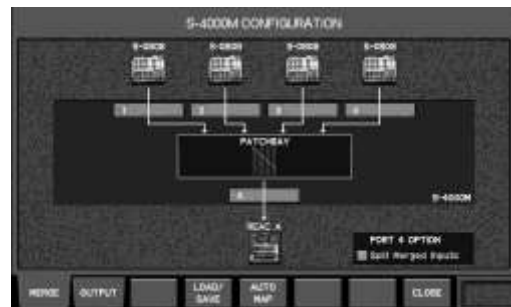 S-4000M CONFIGURATION
S-0808 S-0808 S-0808 S-0808
1 2 3 4
PATCHBAY
A
S-4000M
REAC A
PORT 4 OPTION
Split Merged Inputs
MERGE OUTPUT LOAD/ SAVE AUTO MAP CLOSE